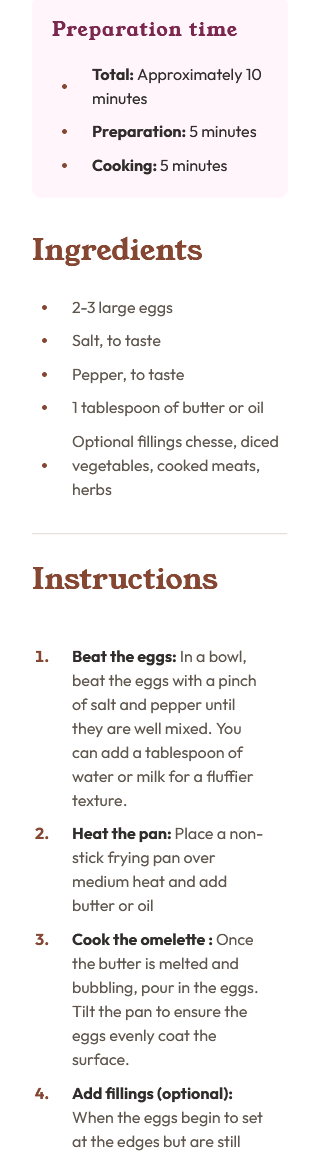 Preparation time
• Total: Approximately 10
minutes
• Preparation: 5 minutes
• Cooking: 5 minutes
Ingredients
• 2-3 large eggs
• Salt, to taste
• Pepper, to taste
• 1 tablespoon of butter or oil
• Optional fillings chesse, diced
vegetables, cooked meats,
herbs
Instructions
1. Beat the eggs: In a bowl,
beat the eggs with a pinch
of salt and pepper until
they are well mixed. You
can add a tablespoon of
water or milk for a fluffier
texture.
2. Heat the pan: Place a non-
stick frying pan over
medium heat and add
butter or oil
3. Cook the omelette : Once
the butter is melted and
bubbling, pour in the eggs.
Tilt the pan to ensure the
eggs evenly coat the
surface.
4. Add fillings (optional):
When the eggs begin to set
at the edges but are still